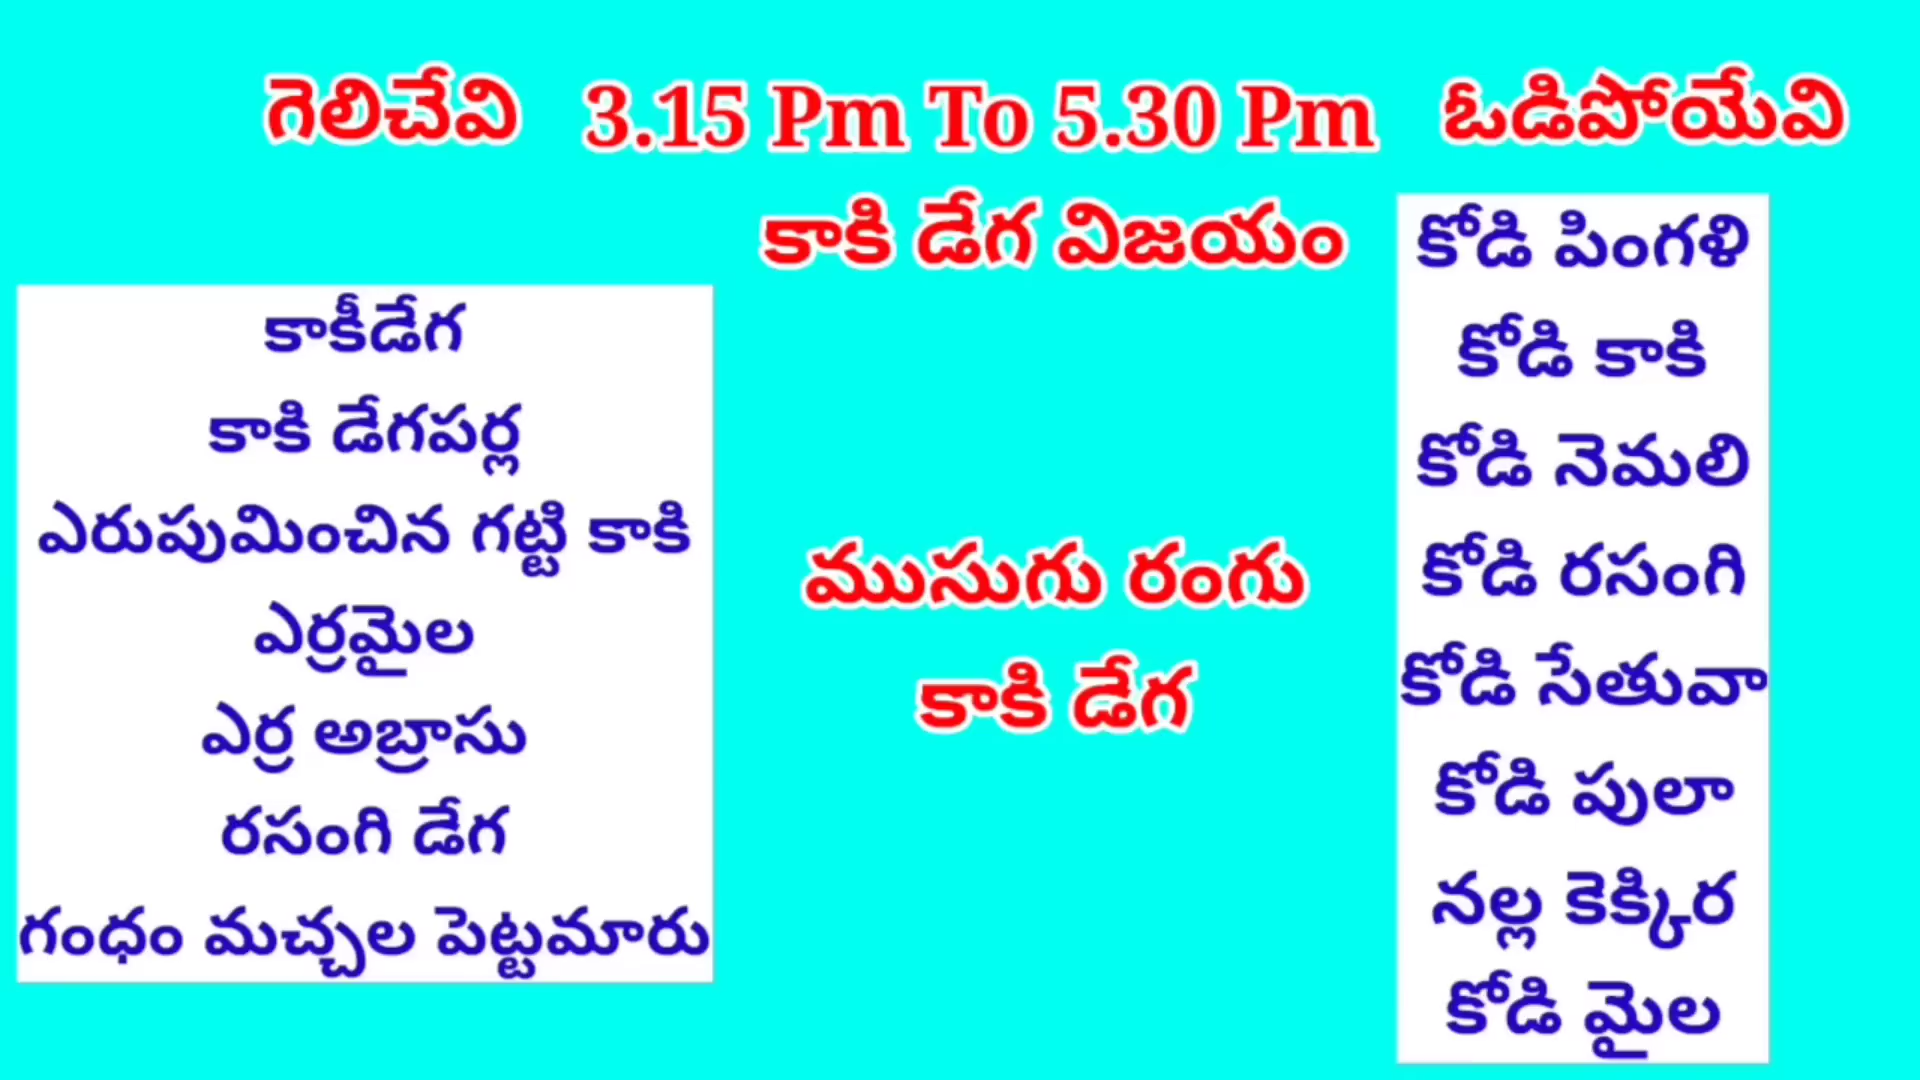 గెలిచేవి 3.15 Pm To 5.30 Pm ఓడిపోయేవి
కాకి డేగ విజయం
కాకీడేగ
కాకి డేగపర్ల
ఎరుపుమించిన గట్టి కాకి
ఎర్రమైల
ఎర్ర అబ్రాసు
రసంగి డేగ
గంధం మచ్చల పెట్టమారు
ముసుగు రంగు
కాకి డేగ
కోడి పింగళి
కోడి కాకి
కోడి నెమలి
కోడి రసంగి
కోడి సేతువా
కోడి పులా
నల్ల కెక్కిర
కోడి మైల